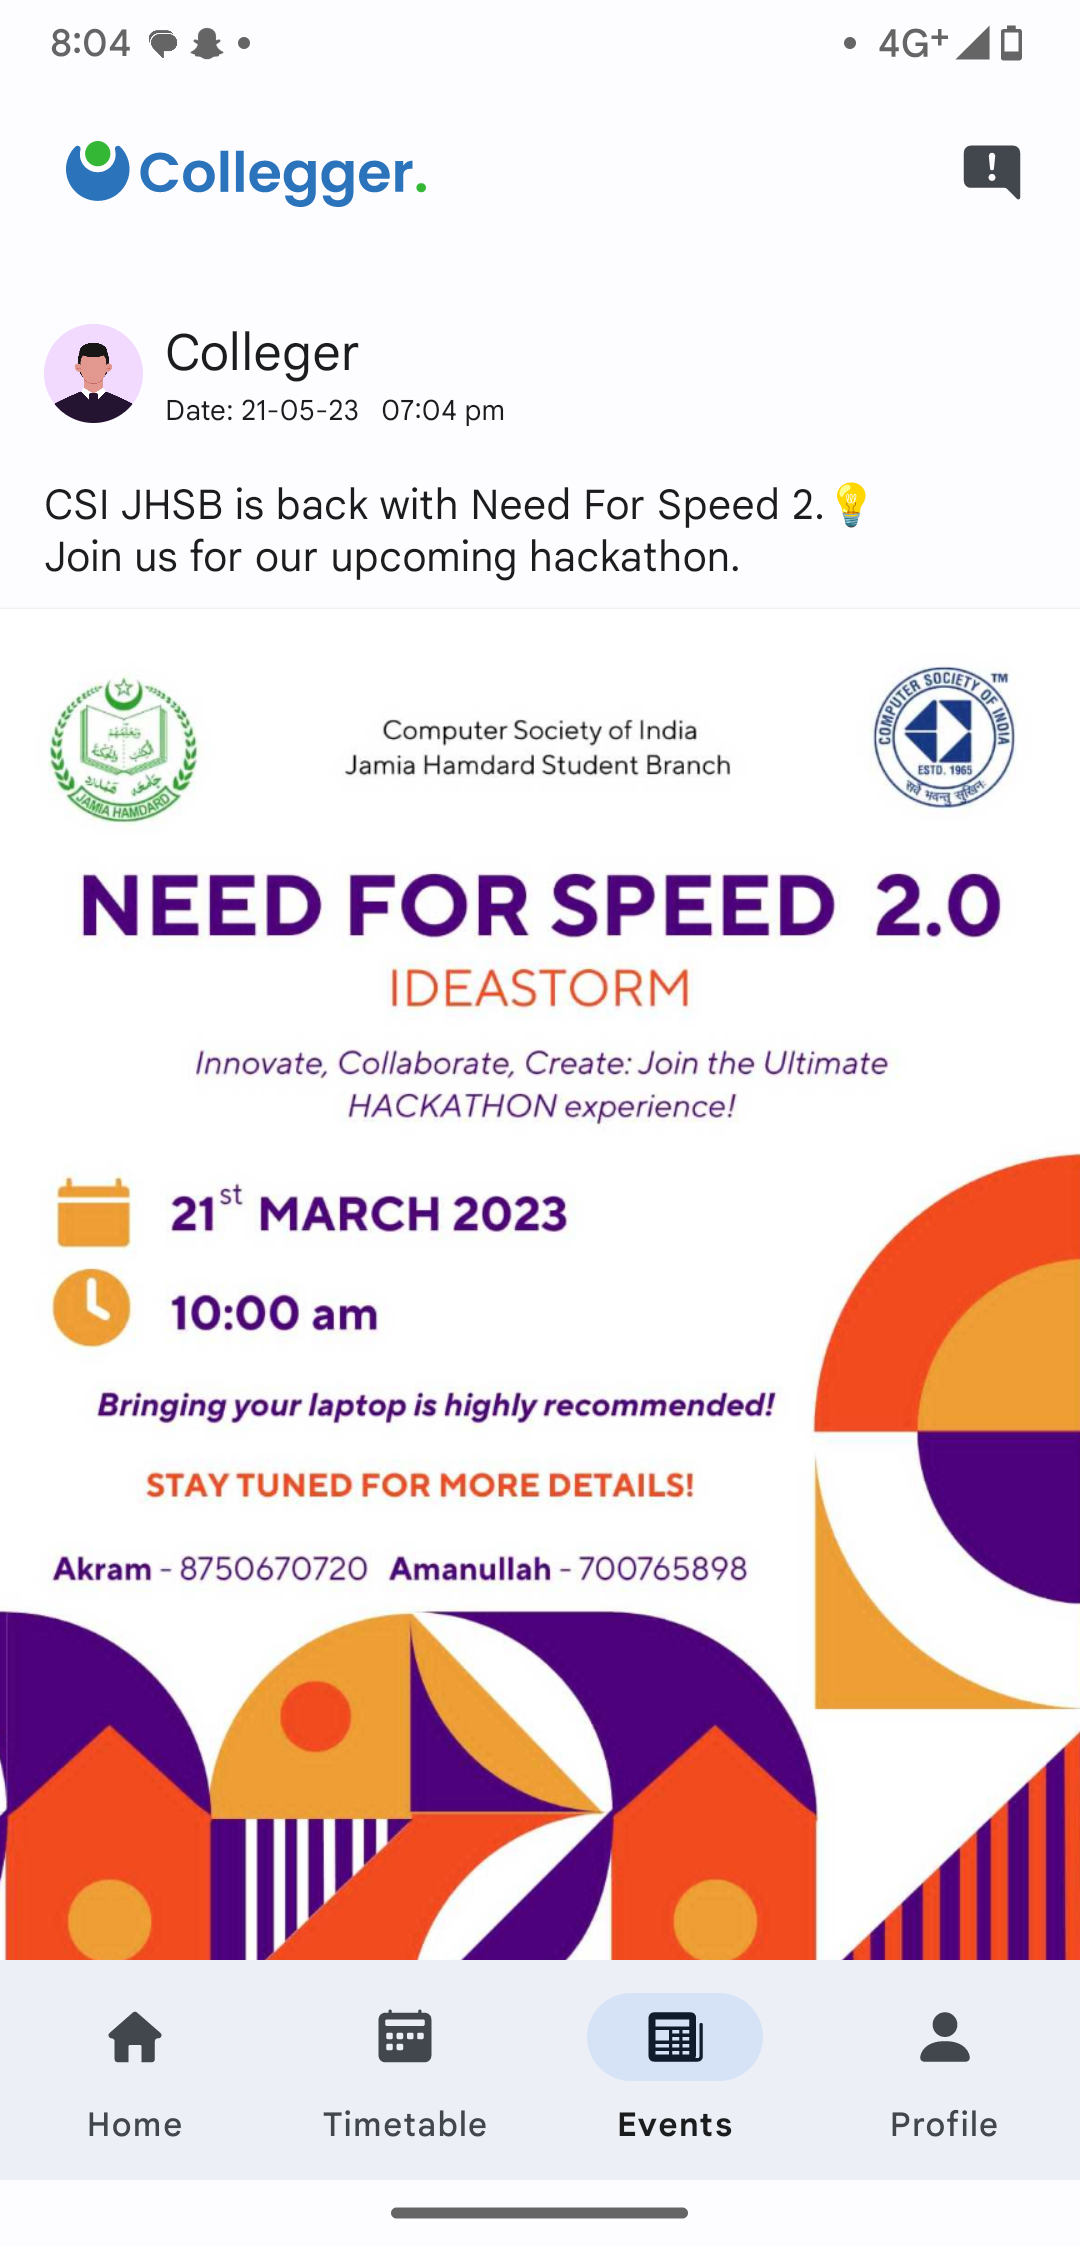 8:04
4G+
Collegger.
Colleger
Date: 21-05-23 07:04 pm
CSI JHSB is back with Need For Speed 2.💡
Join us for our upcoming hackathon.
JAMIA HAMDARD
Computer Society of India
Jamia Hamdard Student Branch
COMPUTER SOCIETY OF INDIA
TM
ESTD. 1965
सर्वे भवन्तु सुखिनः
NEED FOR SPEED 2.0
IDEASTORM
Innovate, Collaborate, Create: Join the Ultimate
HACKATHON experience!
21st MARCH 2023
10:00 am
Bringing your laptop is highly recommended!
STAY TUNED FOR MORE DETAILS!
Akram - 8750670720 Amanullah - 700765898
Home
Timetable
Events
Profile